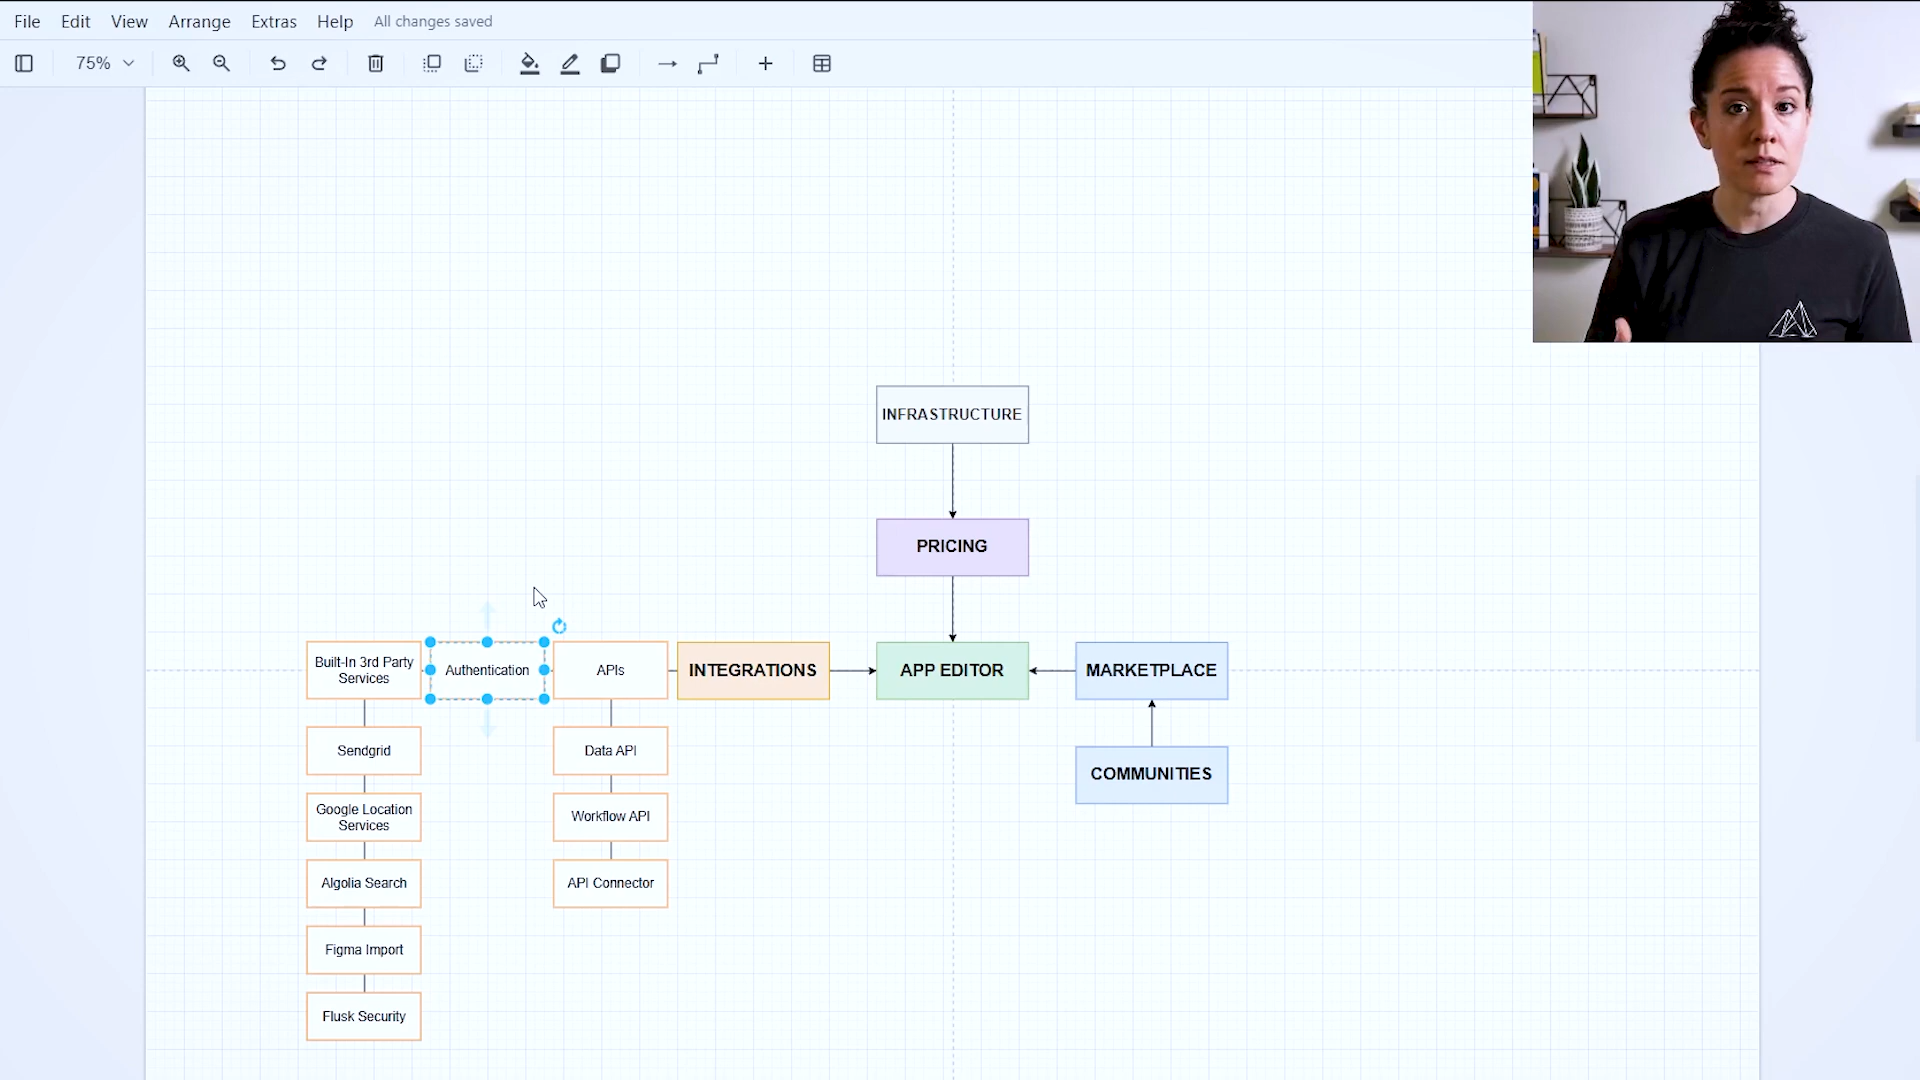 File Edit View Arrange Extras Help All changes saved
75%
INFRASTRUCTURE
PRICING
Built-In 3rd Party
Services
Authentication
APIs
INTEGRATIONS
APP EDITOR
MARKETPLACE
Sendgrid
Data API
COMMUNITIES
Google Location
Services
Workflow API
Algolia Search
API Connector
Figma Import
Flusk Security